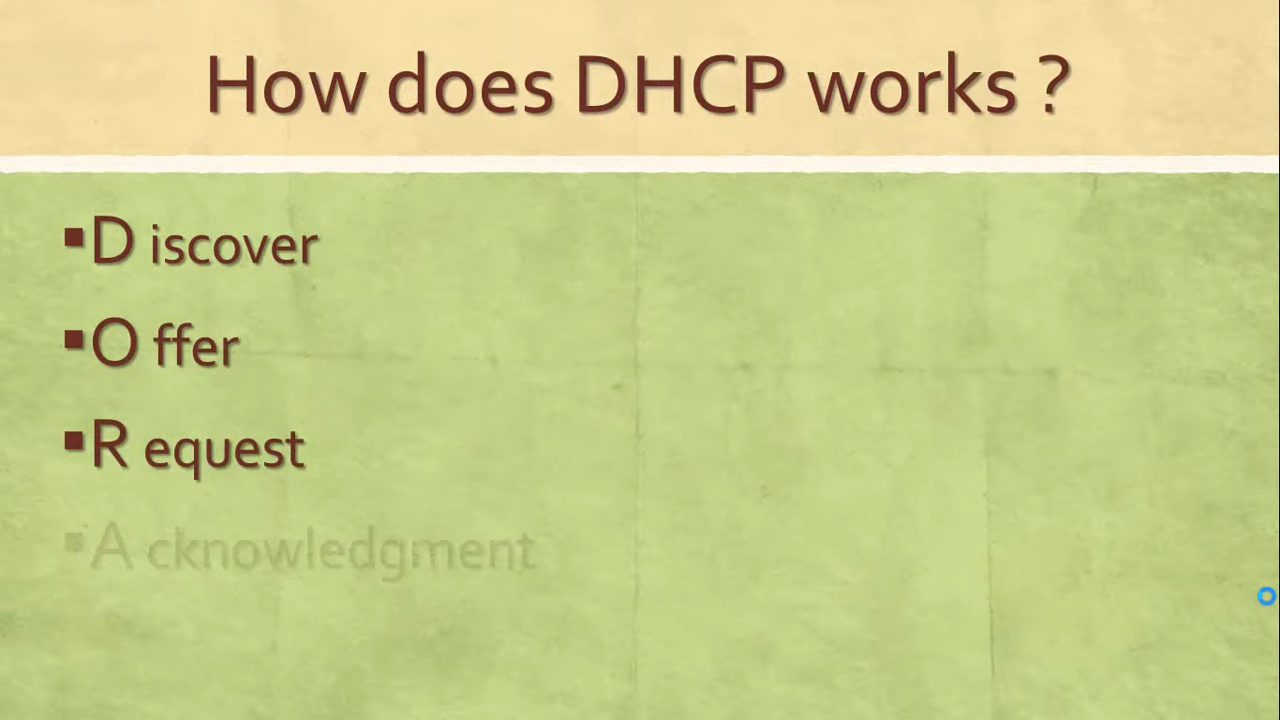 How does DHCP works ?
▪D iscover
▪O ffer
▪R equest
▪A cknowledgment